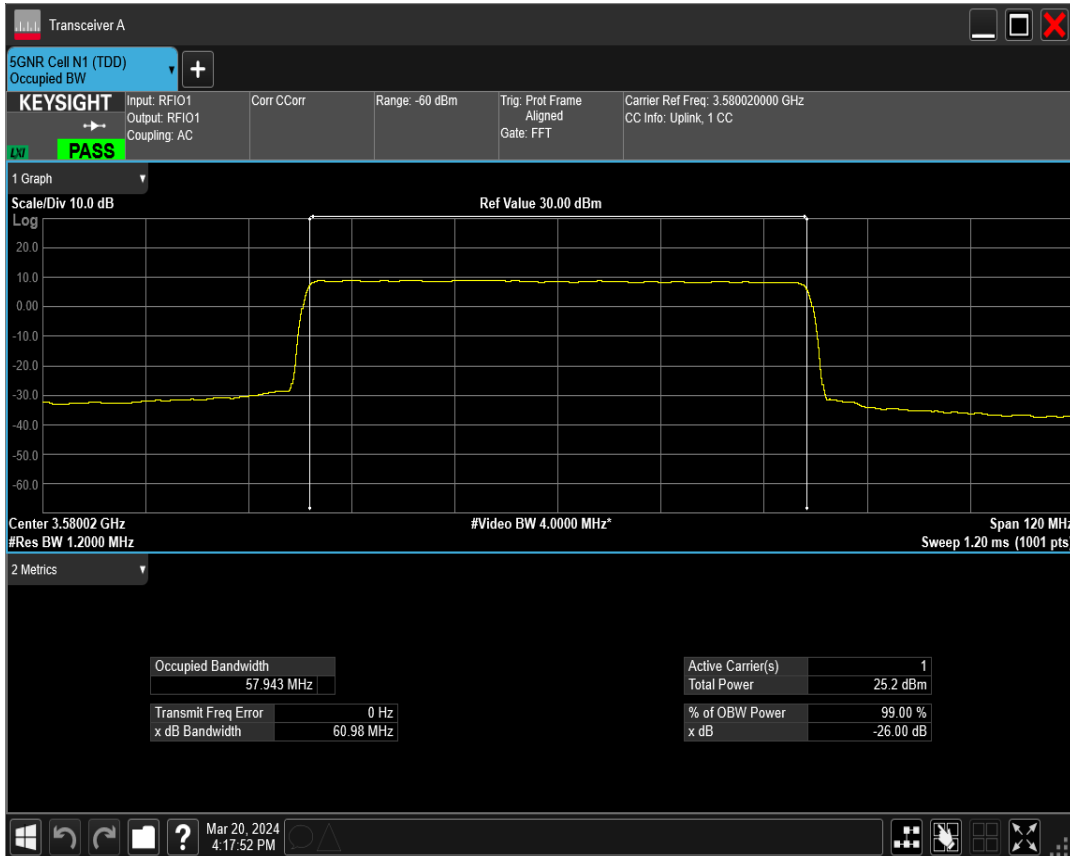 Transceiver A
5GNR Cell N1 (TDD)
Occupied BW
+
KEYSIGHT
LXI
PASS
Input: RFIO1
Output: RFIO1
Coupling: AC
Corr CCorr
Range: -60 dBm
Trig: Prot Frame
Aligned
Gate: FFT
Carrier Ref Freq: 3.580020000 GHz
CC Info: Uplink, 1 CC
1 Graph
Scale/Div 10.0 dB
Ref Value 30.00 dBm
Log
20.0
10.0
0.00
-10.0
-20.0
-30.0
-40.0
-50.0
-60.0
Center 3.58002 GHz
#Video BW 4.0000 MHz*
Span 120 MHz
#Res BW 1.2000 MHz
Sweep 1.20 ms (1001 pts)
2 Metrics
Occupied Bandwidth
57.943 MHz
Transmit Freq Error 0 Hz
x dB Bandwidth 60.98 MHz
Active Carrier(s) 1
Total Power 25.2 dBm
% of OBW Power 99.00 %
x dB -26.00 dB
?
Mar 20, 2024
4:17:52 PM